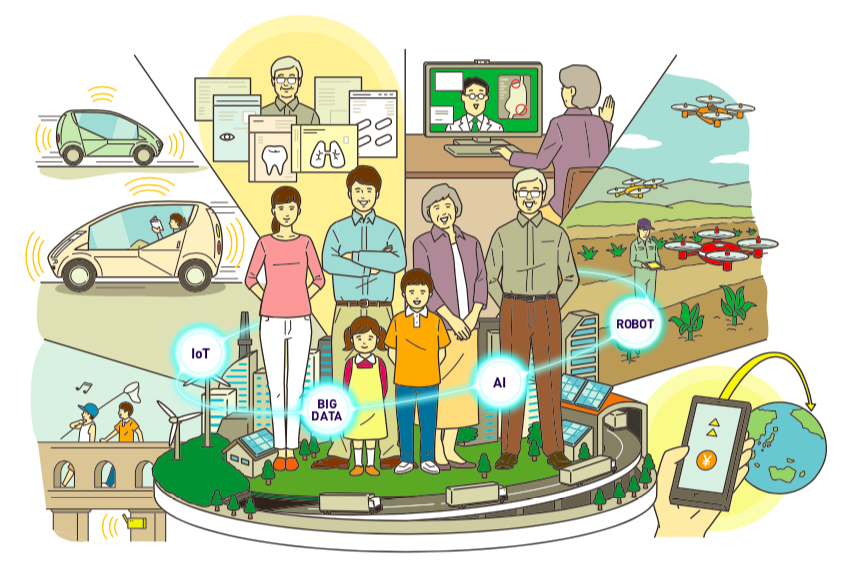 IoT
BIG
DATA
AI
ROBOT
¥